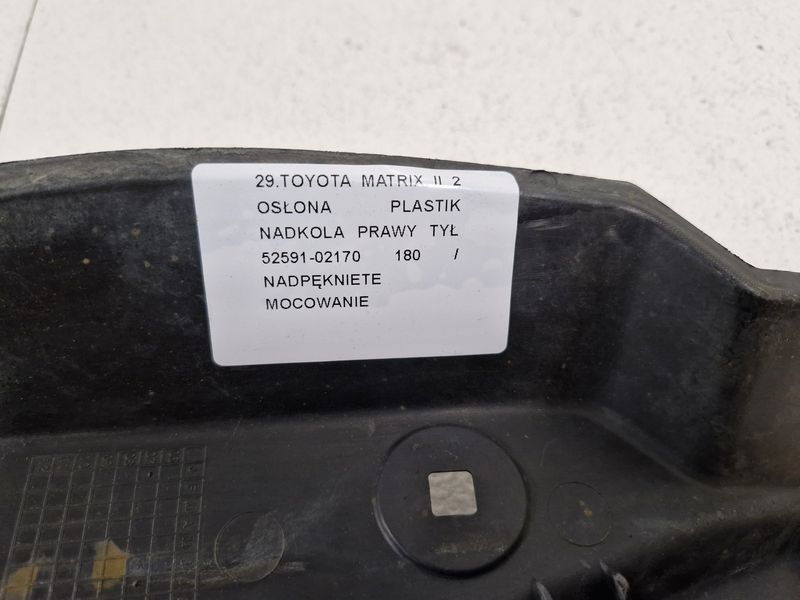 29.TOYOTA MATRIX II 2
OSŁONA PLASTIK
NADKOLA PRAWY TYŁ
52591-02170 180 /
NADPĘKNIETE
MOCOWANIE